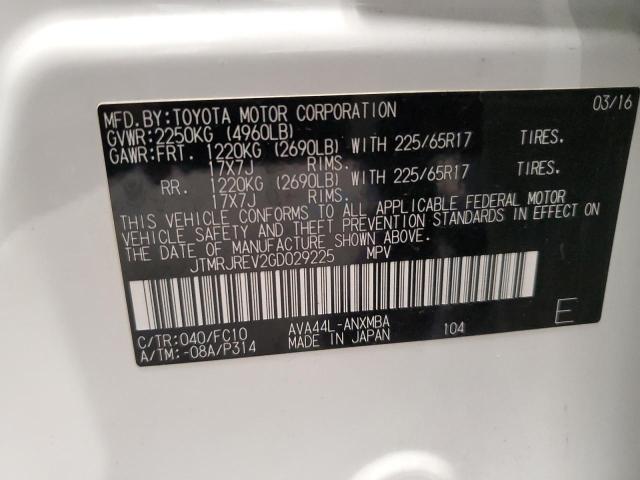 MFD. BY: TOYOTA MOTOR CORPORATION 03/16
GVWR: 2250KG (4960LB)
GAWR: FRT. 1220KG (2690LB) WITH 225/65R17 TIRES.
17X7J RIMS.
RR. 1220KG (2690LB) WITH 225/65R17 TIRES.
17X7J RIMS.
THIS VEHICLE CONFORMS TO ALL APPLICABLE FEDERAL MOTOR
VEHICLE SAFETY AND THEFT PREVENTION STANDARDS IN EFFECT ON
THE DATE OF MANUFACTURE SHOWN ABOVE.
JTMRJREV2GD029225 MPV
C/TR: 040/FC10 AVA44L-ANXMBA 104 E
A/TM: -08A/P314 MADE IN JAPAN